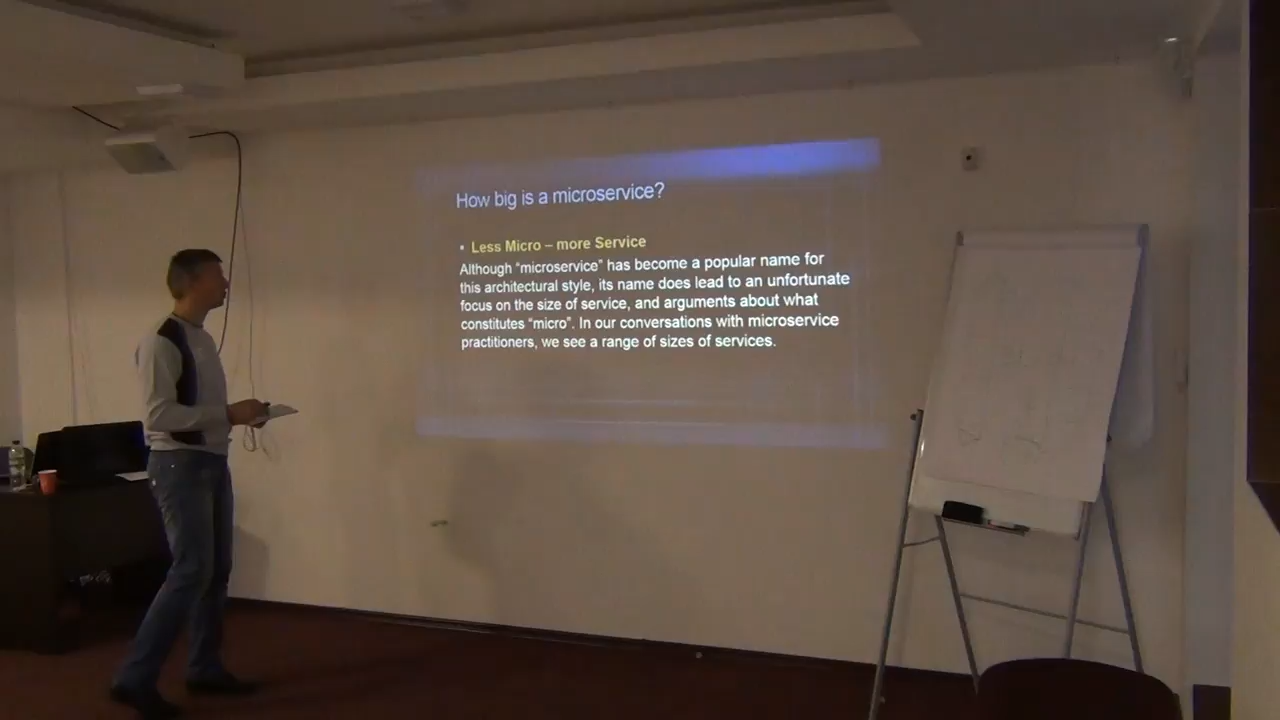 How big is a microservice?
▪ Less Micro – more Service
Although “microservice” has become a popular name for
this architectural style, its name does lead to an unfortunate
focus on the size of service, and arguments about what
constitutes “micro”. In our conversations with microservice
practitioners, we see a range of sizes of services.